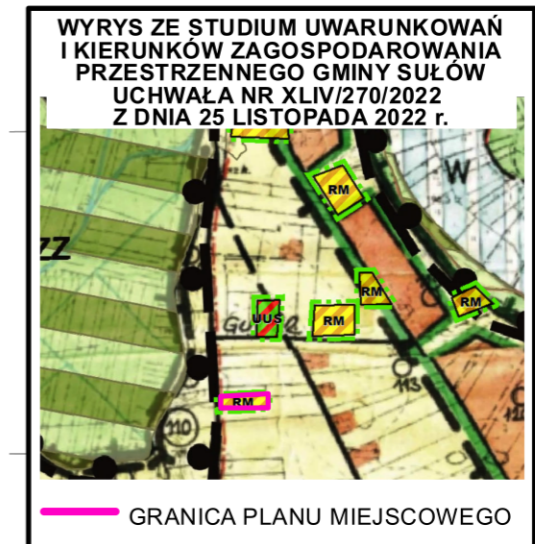 WYRYS ZE STUDIUM UWARUNKOWAŃ
I KIERUNKÓW ZAGOSPODAROWANIA
PRZESTRZENNEGO GMINY SUŁÓW
UCHWAŁA NR XLIV/270/2022
Z DNIA 25 LISTOPADA 2022 r.
RM
W
ZZ
RM
RM
UUS
RM
113
RM
110
GRANICA PLANU MIEJSCOWEGO